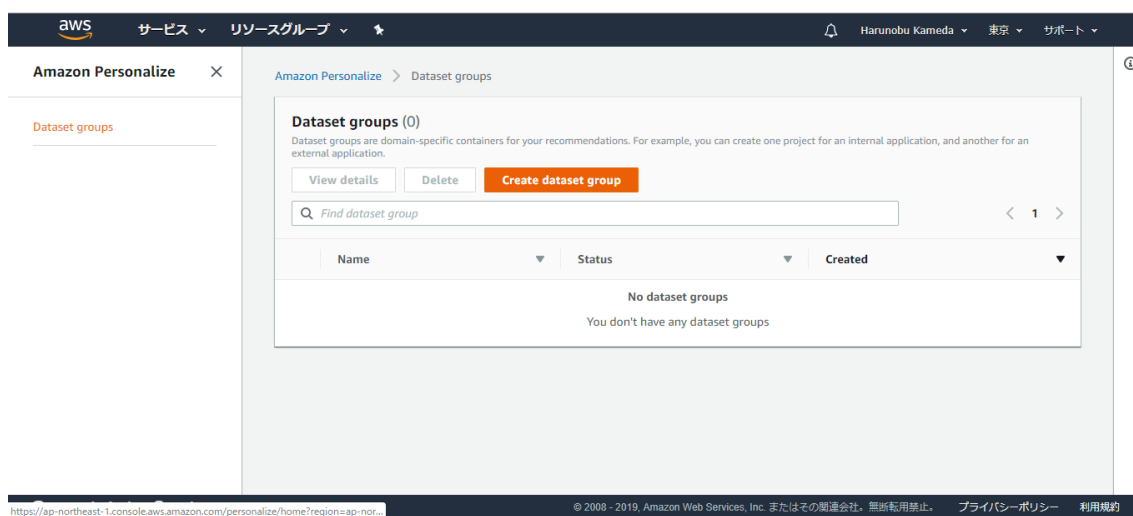 aws サービス リソースグループ Harunobu Kameda 東京 サポート
Amazon Personalize
Dataset groups
Amazon Personalize > Dataset groups
Dataset groups (0)
Dataset groups are domain-specific containers for your recommendations. For example, you can create one project for an internal application, and another for an
external application.
View details Delete Create dataset group
Find dataset group
< 1 >
Name Status Created
No dataset groups
You don't have any dataset groups
https://ap-northeast-1.console.aws.amazon.com/personalize/home?region=ap-nor...
© 2008 - 2019, Amazon Web Services, Inc. またはその関連会社。無断転用禁止。 プライバシーポリシー 利用規約